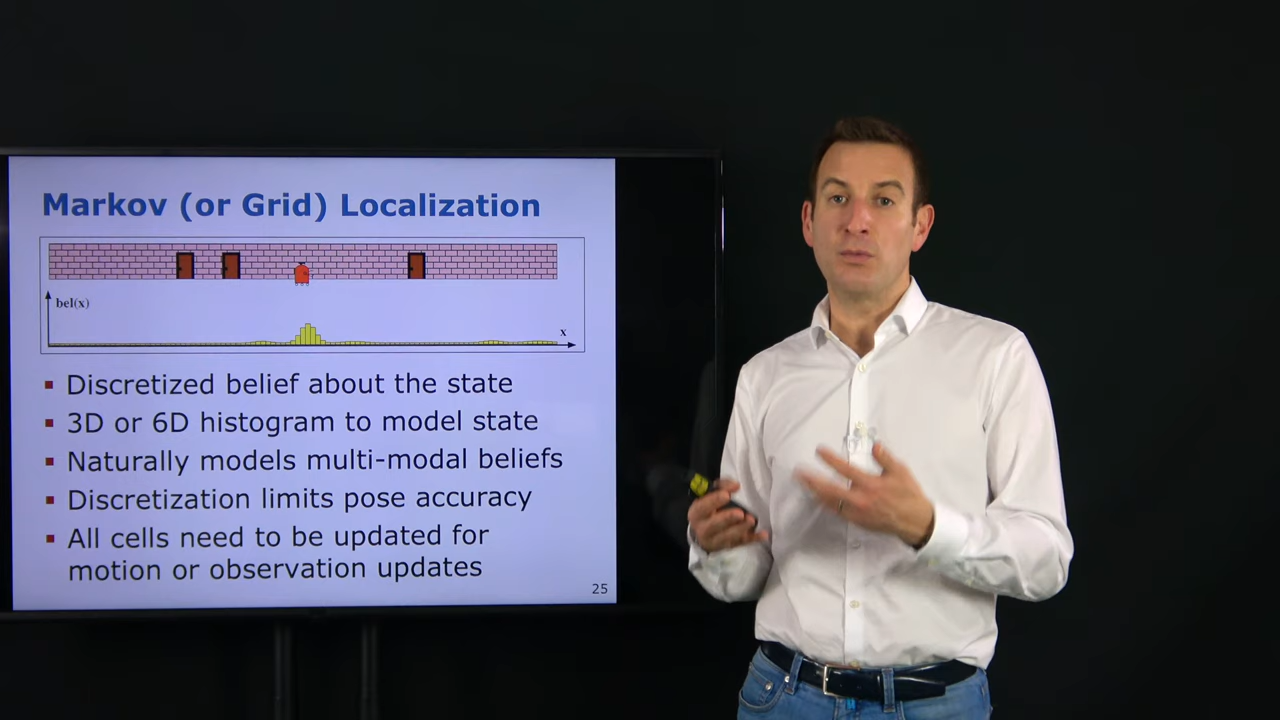 Markov (or Grid) Localization
bel(x)
x
▪ Discretized belief about the state
▪ 3D or 6D histogram to model state
▪ Naturally models multi-modal beliefs
▪ Discretization limits pose accuracy
▪ All cells need to be updated for
motion or observation updates
25